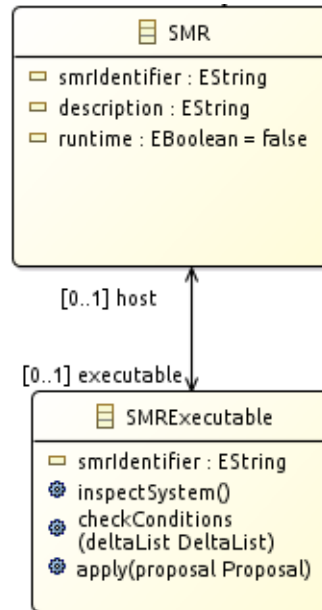 SMR
smrIdentifier : EString
description : EString
runtime : EBoolean = false
[0..1] host
[0..1] executable
SMRExecutable
smrIdentifier : EString
inspectSystem()
checkConditions
(deltaList DeltaList)
apply(proposal Proposal)